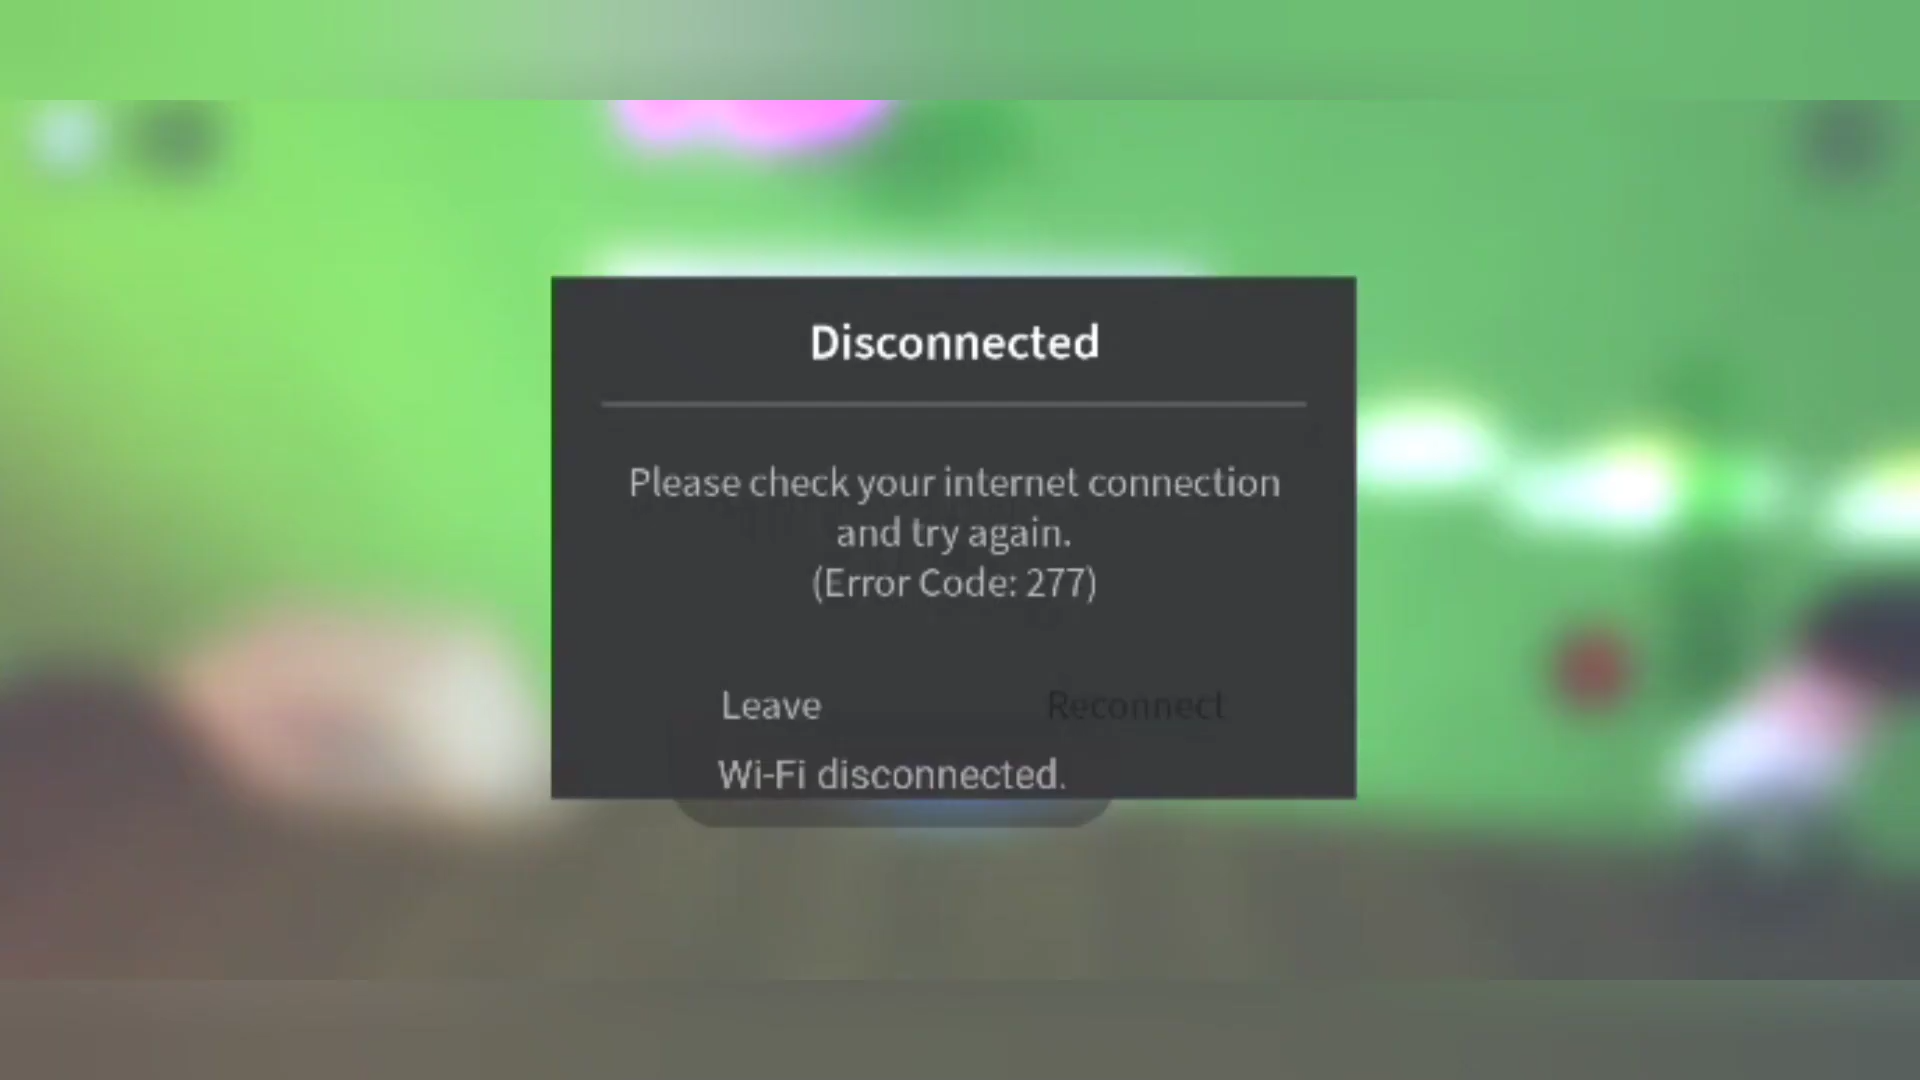 Disconnected
Please check your internet connection
and try again.
(Error Code: 277)
Leave
Reconnect
Wi-Fi disconnected.